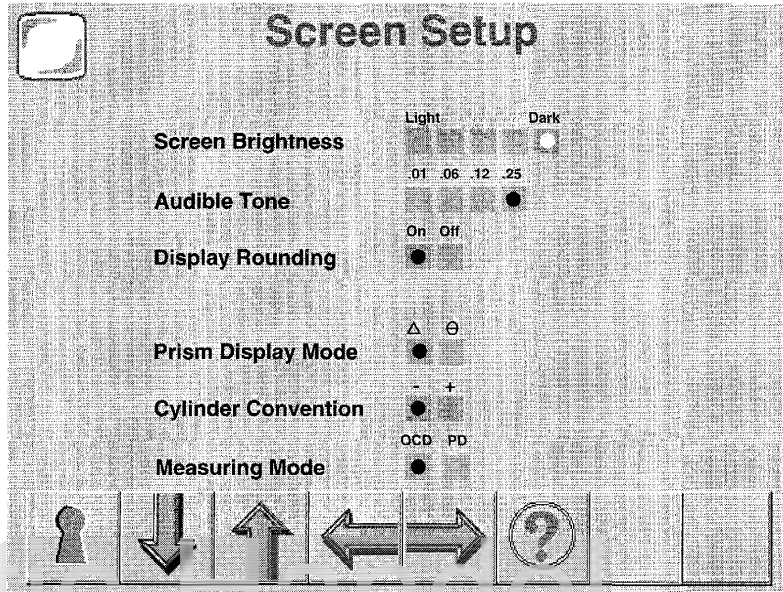 Screen Setup
Light Dark
Screen Brightness
.01 .06 .12 .25
Audible Tone
On Off
Display Rounding
Δ Θ
Prism Display Mode
- +
Cylinder Convention
OCD PD
Measuring Mode
?